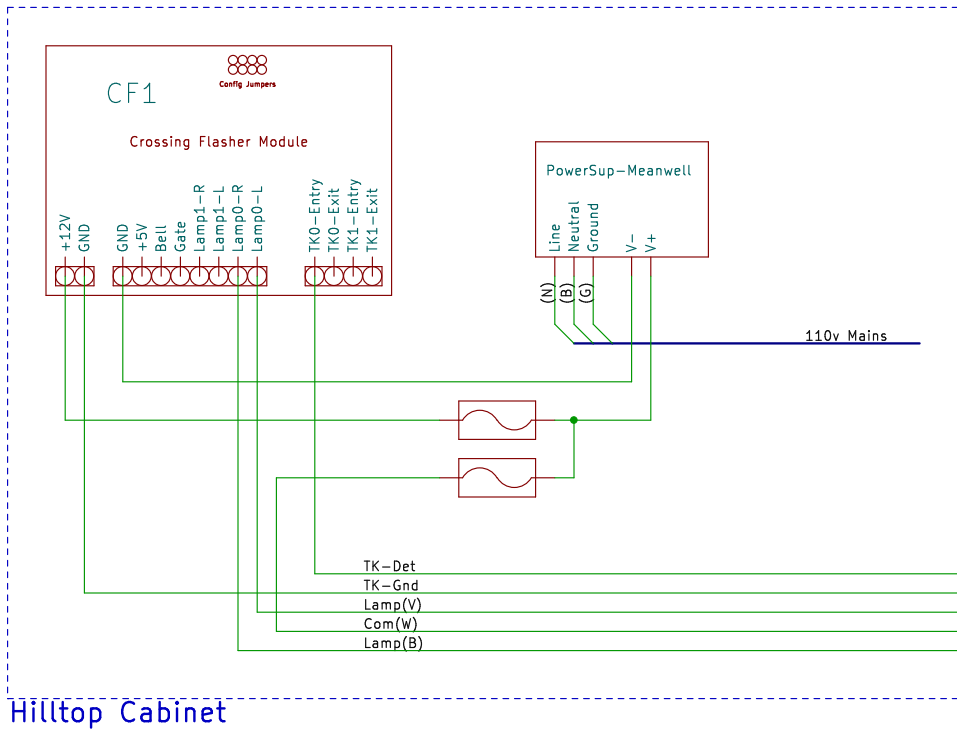 Config Jumpers
CF1
Crossing Flasher Module
+12V
GND
GND
+5V
Bell
Gate
Lamp1-R
Lamp1-L
Lamp0-R
Lamp0-L
TK0-Entry
TK0-Exit
TK1-Entry
TK1-Exit
PowerSup-Meanwell
Line
Neutral
Ground
V-
V+
(N)
(B)
(G)
110v Mains
TK-Det
TK-Gnd
Lamp(V)
Com(W)
Lamp(B)
Hilltop Cabinet